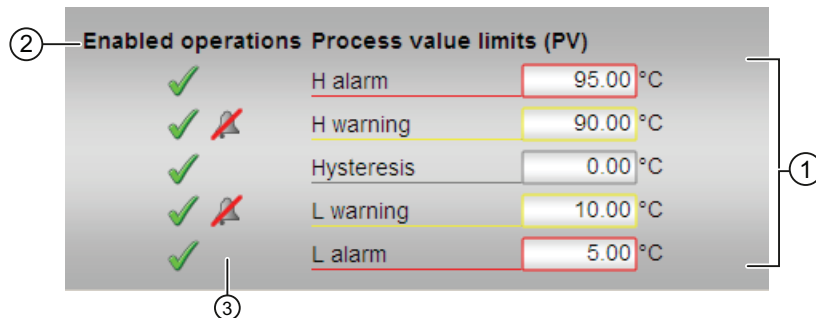 ② Enabled operations Process value limits (PV)
H alarm 95.00 °C
H warning 90.00 °C
Hysteresis 0.00 °C
①
L warning 10.00 °C
L alarm 5.00 °C
③